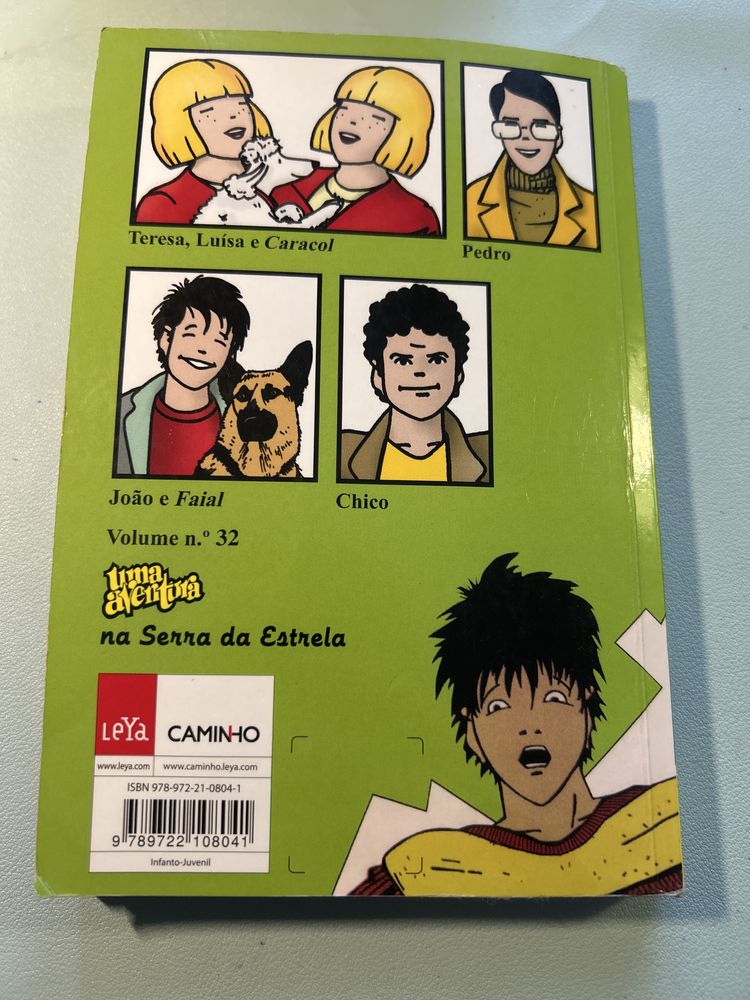 Teresa, Luísa e Caracol
Pedro
João e Faial
Chico
Volume n.º 32
uma
aventura
na Serra da Estrela
LEYA
CAMINHO
www.leya.com
www.caminho.leya.com
ISBN 978-972-21-0804-1
9 789722 108041
Infanto-Juvenil